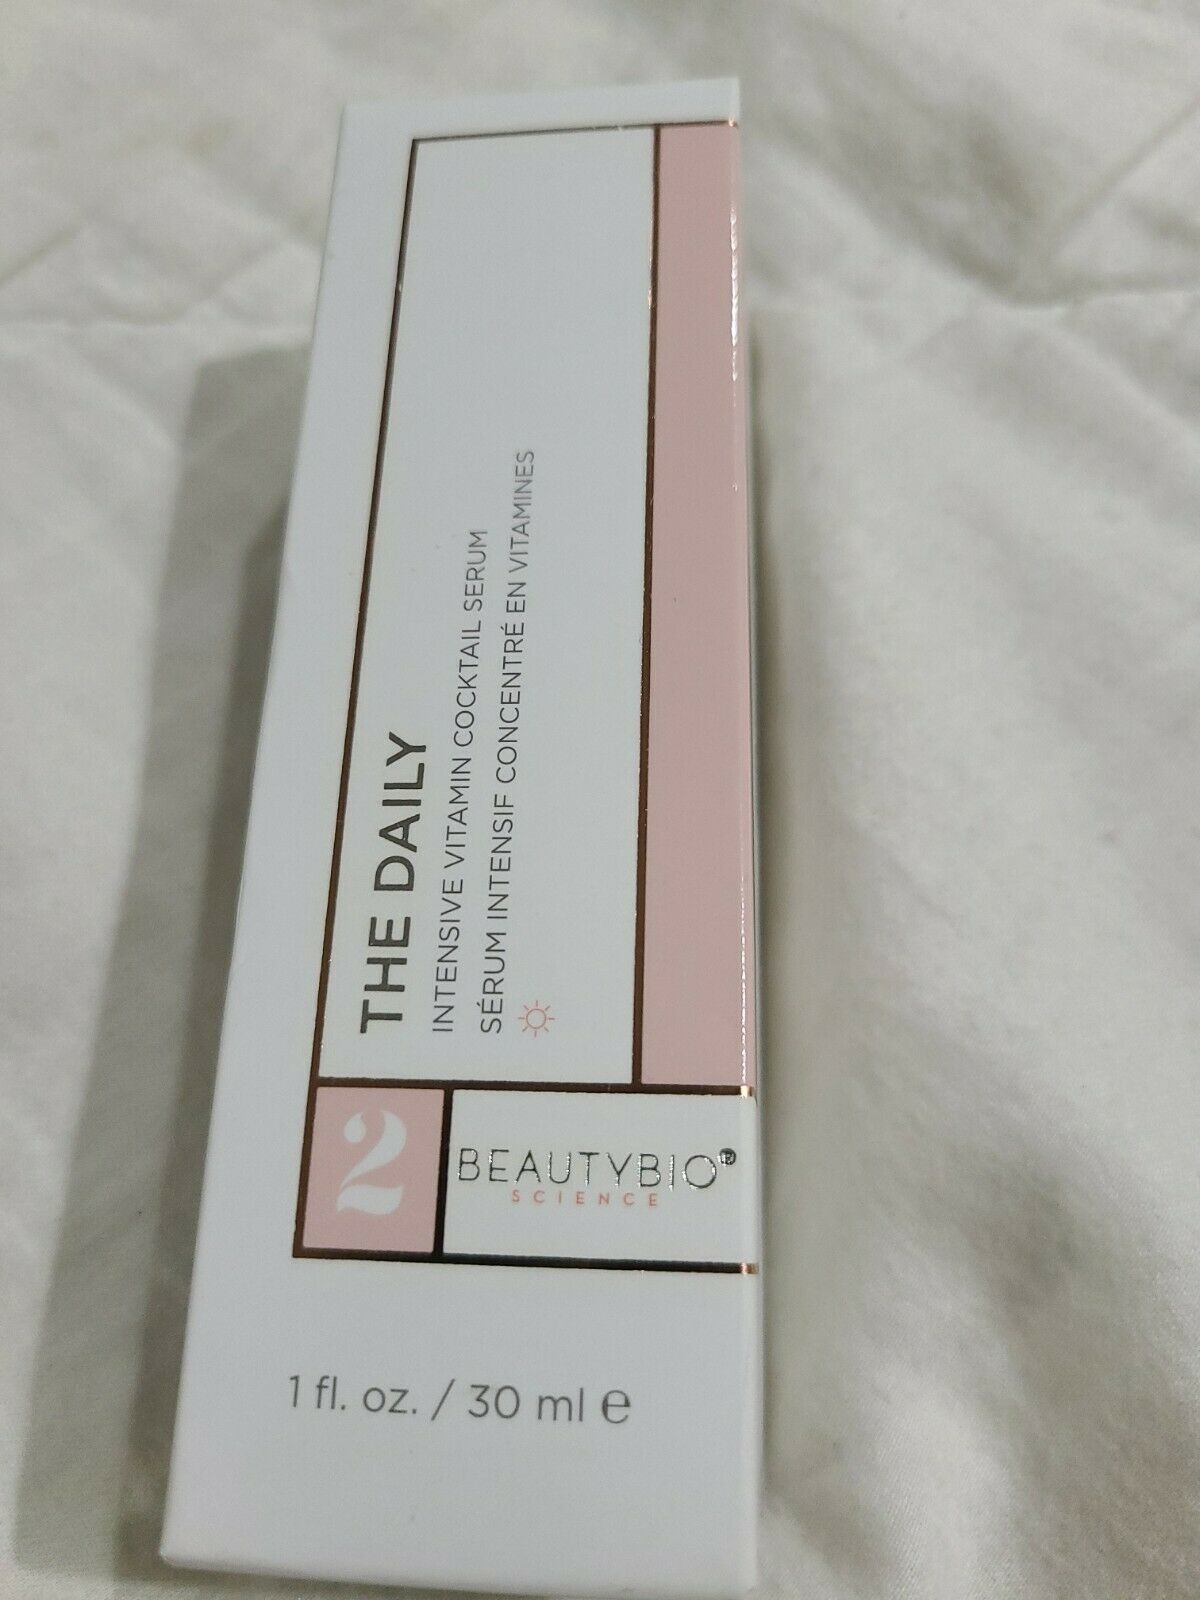 THE DAILY
INTENSIVE VITAMIN COCKTAIL SERUM
SÉRUM INTENSIF CONCENTRÉ EN VITAMINES
2
BEAUTYBIO®
SCIENCE
1 fl. oz. / 30 ml ℮